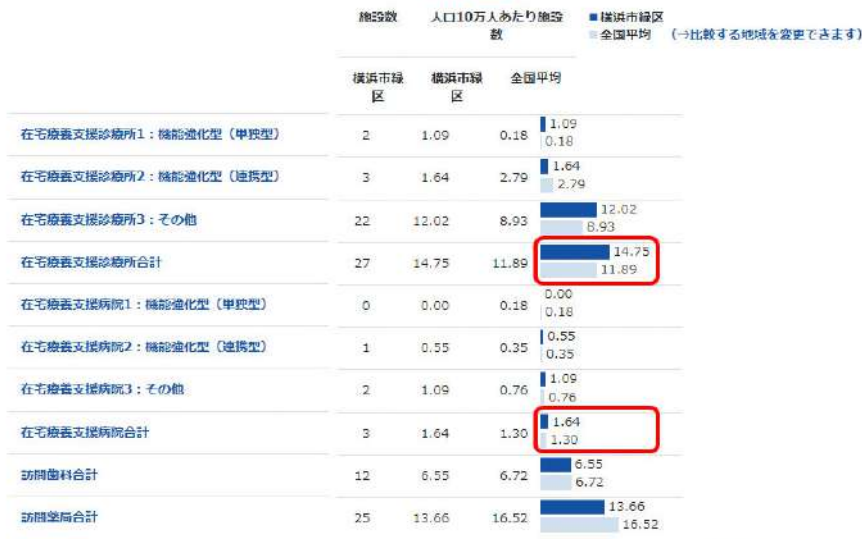 施設数 人口10万人あたり施設 ■横浜市緑区
数 ■全国平均 (→比較する地域を変更できます)
横浜市緑 横浜市緑 全国平均
区 区
在宅療養支援診療所1:機能強化型（単独型） 2 1.09 0.18 1.09
0.18
在宅療養支援診療所2:機能強化型（連携型） 3 1.64 2.79 1.64
2.79
在宅療養支援診療所3:その他 22 12.02 8.93 12.02
8.93
在宅療養支援診療所合計 27 14.75 11.89 14.75
11.89
在宅療養支援病院1:機能強化型（単独型） 0 0.00 0.18 0.00
0.18
在宅療養支援病院2:機能強化型（連携型） 1 0.55 0.35 0.55
0.35
在宅療養支援病院3:その他 2 1.09 0.76 1.09
0.76
在宅療養支援病院合計 3 1.64 1.30 1.64
1.30
訪問歯科合計 12 6.55 6.72 6.55
6.72
訪問薬局合計 25 13.66 16.52 13.66
16.52